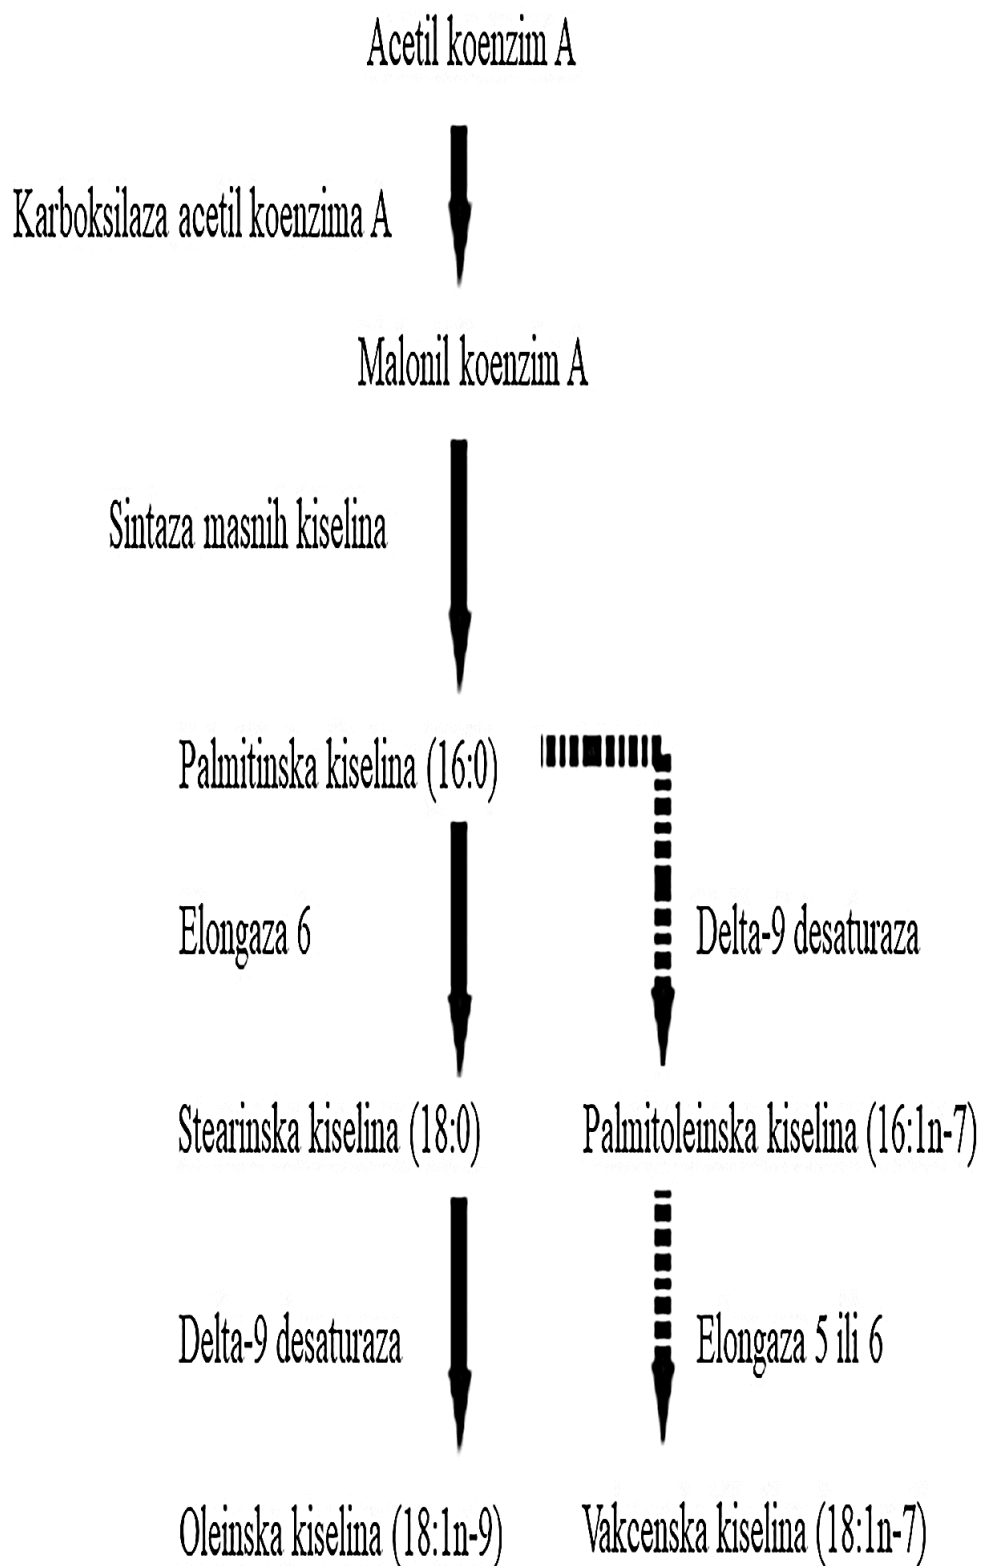 Acetil koenzim A
Karboksilaza acetil koenzima A
Malonil koenzim A
Sintaza masnih kiselina
Palmitinska kiselina (16:0)
Elongaza 6
Delta-9 desaturaza
Stearinska kiselina (18:0)
Palmitoleinska kiselina (16:1n-7)
Delta-9 desaturaza
Elongaza 5 ili 6
Oleinska kiselina (18:1n-9)
Vakcenska kiselina (18:1n-7)